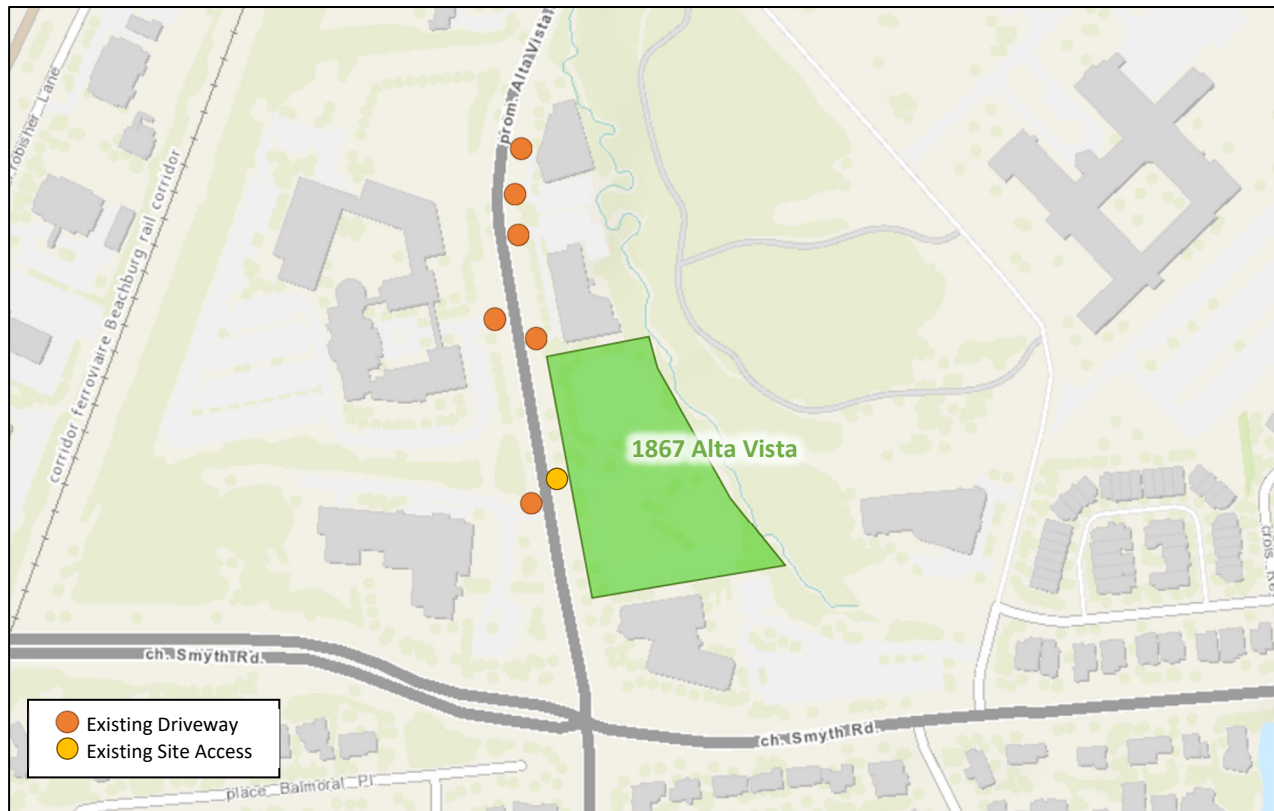 prom. Alta Vista
Lane
corridor ferroviaire Beachburg rail corridor
1867 Alta Vista
ch. Smyth Rd.
ch. Smyth Rd.
place Balmoral Pl
Existing Driveway
Existing Site Access